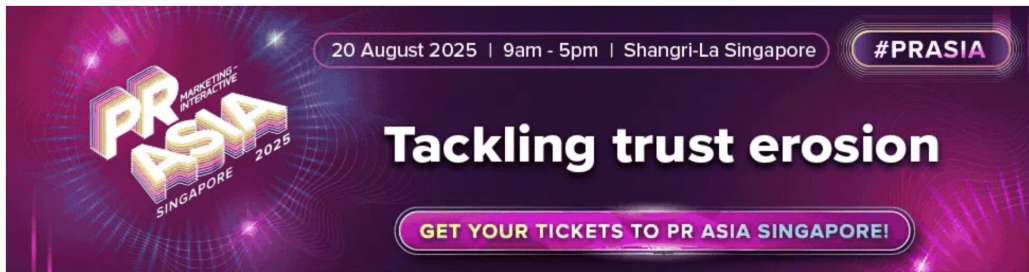 PR
MARKETING-
INTERACTIVE
ASIA
SINGAPORE 2025
20 August 2025 | 9am - 5pm | Shangri-La Singapore
#PRASIA
Tackling trust erosion
GET YOUR TICKETS TO PR ASIA SINGAPORE!